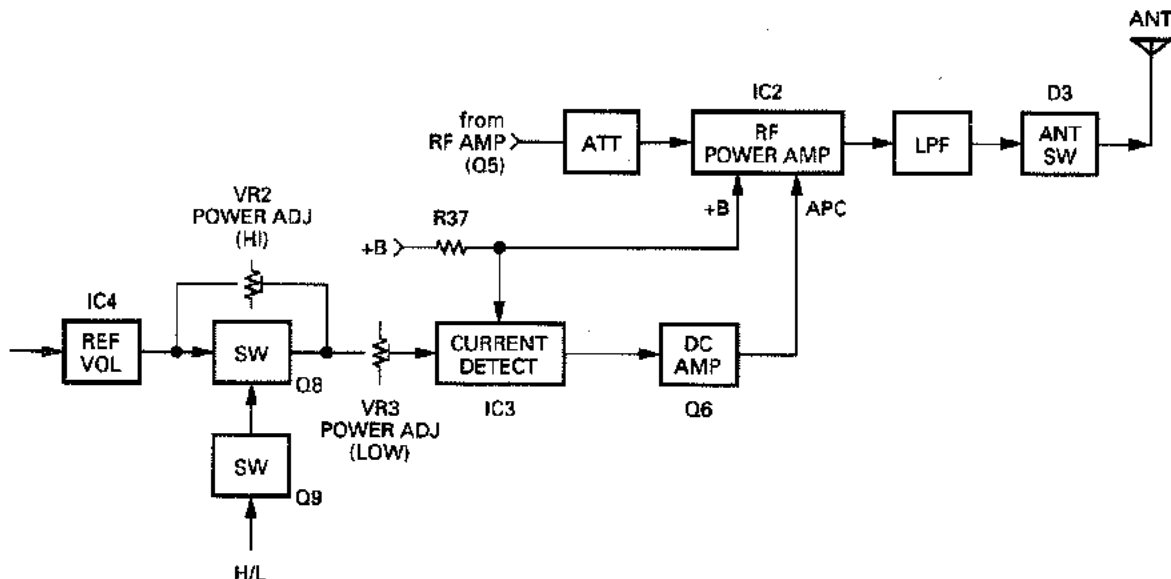 ANT
IC2
D3
from
RF AMP
(Q5)
ATT
RF
POWER AMP
LPF
ANT
SW
+B
APC
VR2
POWER ADJ
(HI)
R37
+B
IC4
REF
VOL
SW
Q8
VR3
POWER ADJ
(LOW)
CURRENT
DETECT
IC3
DC
AMP
Q6
SW
Q9
H/L